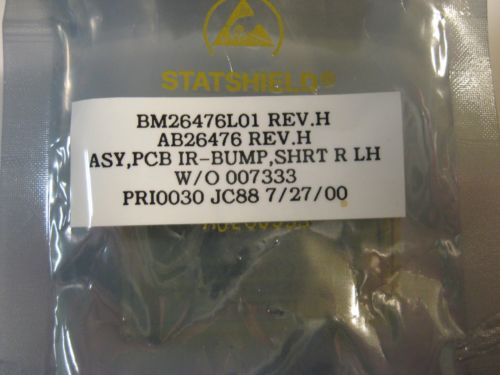 STATSHIELD®
BM26476L01 REV.H
AB26476 REV.H
ASY,PCB IR-BUMP,SHRT R LH
W/O 007333
PRI0030 JC88 7/27/00